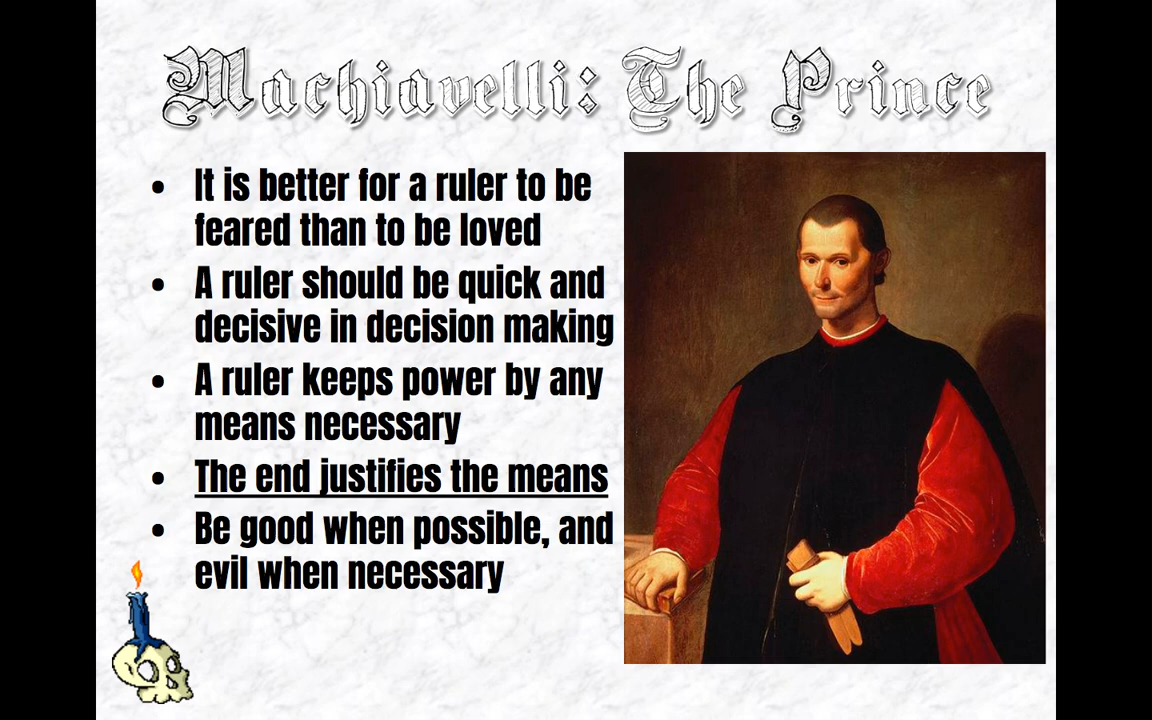 Machiavelli: The Prince
• It is better for a ruler to be
feared than to be loved
• A ruler should be quick and
decisive in decision making
• A ruler keeps power by any
means necessary
• The end justifies the means
• Be good when possible, and
evil when necessary